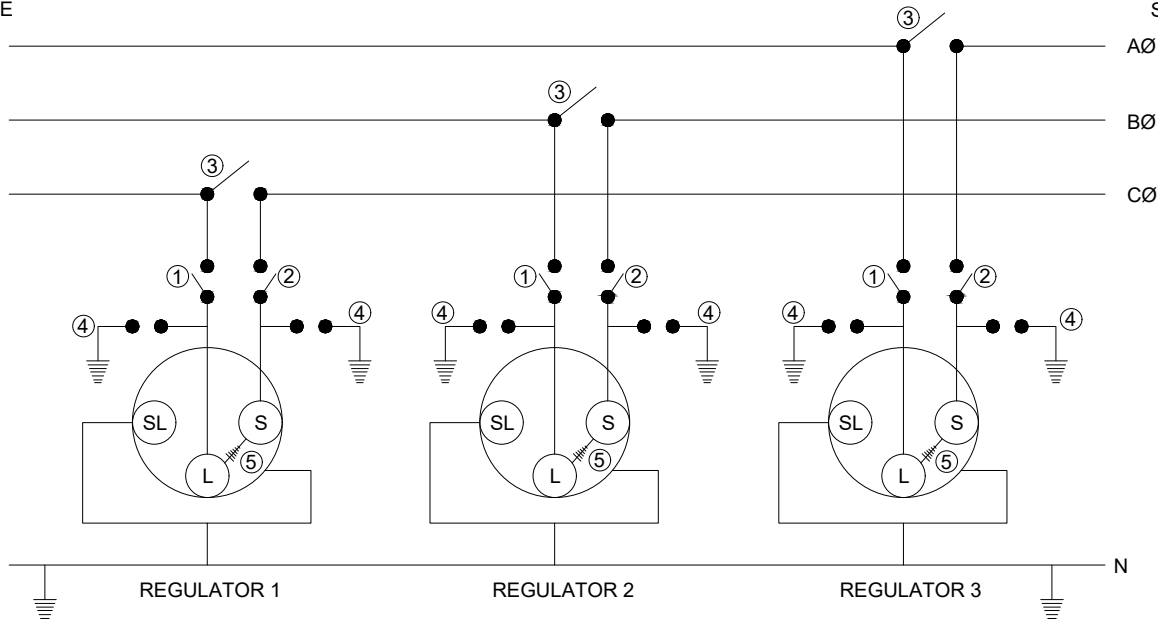 E S
③
AØ
③
BØ
③
CØ
① ② ① ② ① ②
④ ④ ④ ④ ④ ④
SL S SL S SL S
⑤ ⑤ ⑤
L L L
N
REGULATOR 1 REGULATOR 2 REGULATOR 3